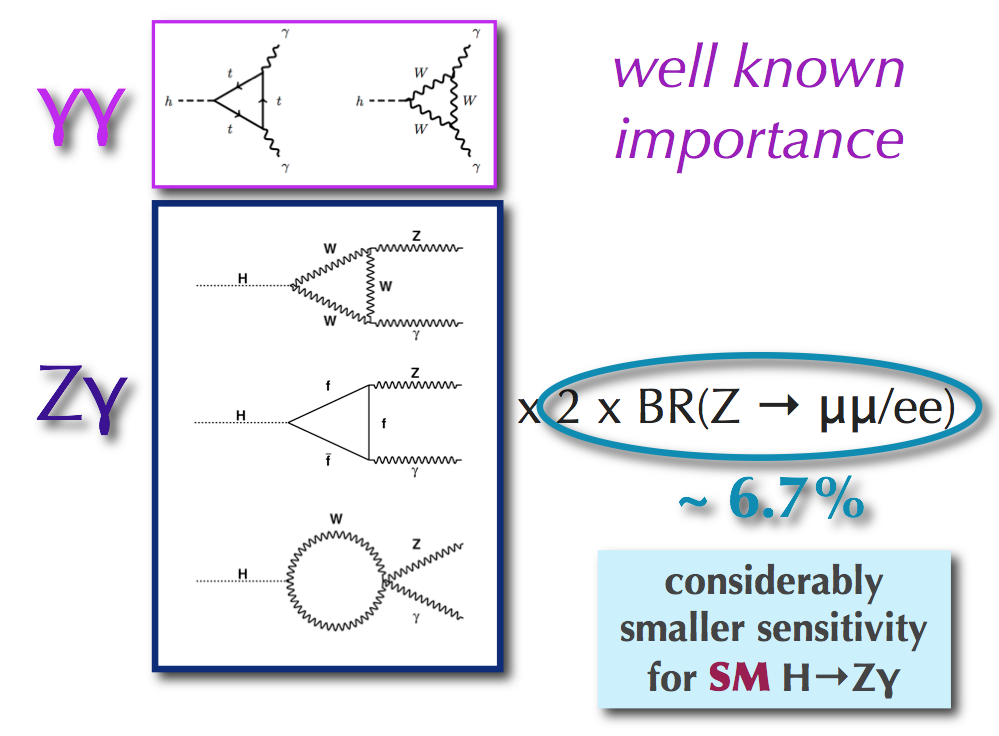 γγ
h
t
t
t
γ
γ
h
W
W
W
γ
γ
well known
importance
Zγ
H
W
W
W
Z
γ
H
f
f̄
f
Z
γ
H
W
Z
γ
x 2 x BR(Z → μμ/ee)
~ 6.7%
considerably
smaller sensitivity
for SM H→Zγ